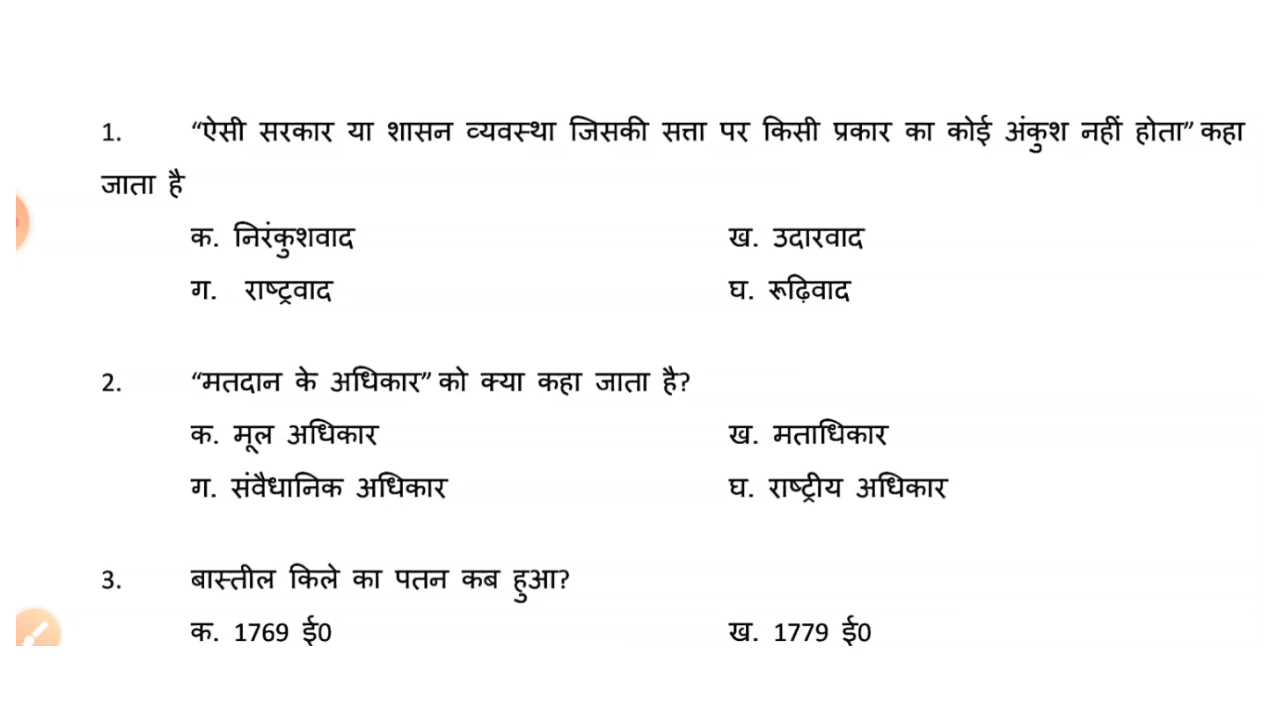 1. “ऐसी सरकार या शासन व्यवस्था जिसकी सत्ता पर किसी प्रकार का कोई अंकुश नहीं होता” कहा
जाता है
क. निरंकुशवाद ख. उदारवाद
ग. राष्ट्रवाद घ. रूढ़िवाद
2. “मतदान के अधिकार” को क्या कहा जाता है?
क. मूल अधिकार ख. मताधिकार
ग. संवैधानिक अधिकार घ. राष्ट्रीय अधिकार
3. बास्तील किले का पतन कब हुआ?
क. 1769 ई0 ख. 1779 ई0